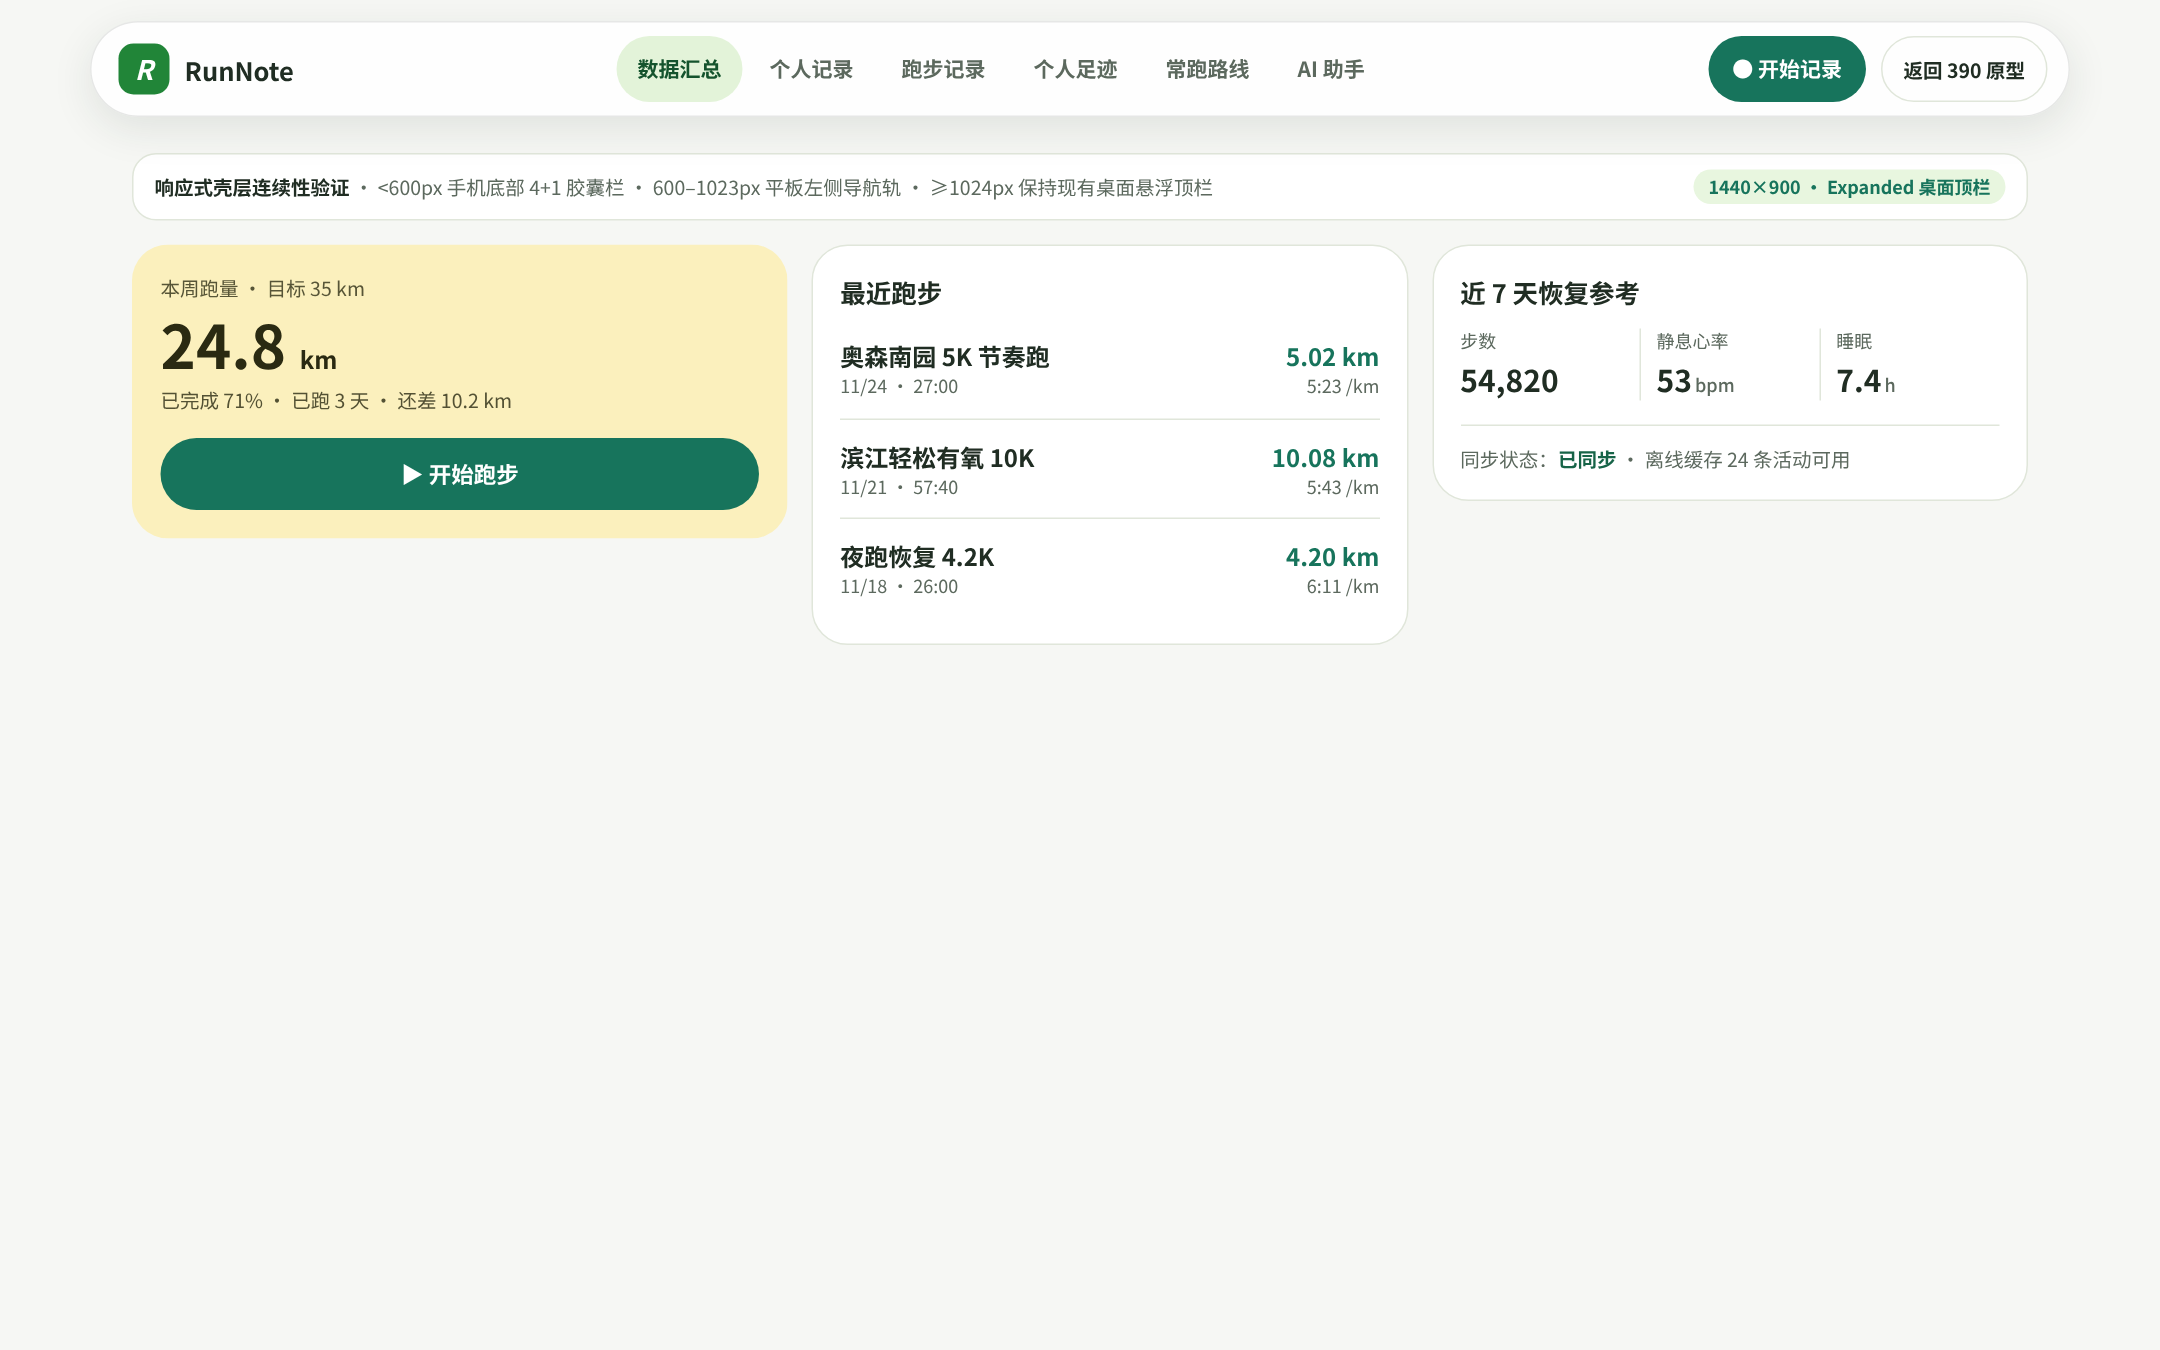 R RunNote 数据汇总 个人记录 跑步记录 个人足迹 常跑路线 AI 助手 ● 开始记录 返回 390 原型
响应式壳层连续性验证 · <600px 手机底部 4+1 胶囊栏 · 600–1023px 平板左侧导航轨 · ≥1024px 保持现有桌面悬浮顶栏 1440×900 · Expanded 桌面顶栏
本周跑量 · 目标 35 km
24.8 km
已完成 71% · 已跑 3 天 · 还差 10.2 km
▶ 开始跑步
最近跑步
奥森南园 5K 节奏跑 5.02 km
11/24 · 27:00 5:23 /km
滨江轻松有氧 10K 10.08 km
11/21 · 57:40 5:43 /km
夜跑恢复 4.2K 4.20 km
11/18 · 26:00 6:11 /km
近 7 天恢复参考
步数 静息心率 睡眠
54,820 53 bpm 7.4 h
同步状态：已同步 · 离线缓存 24 条活动可用